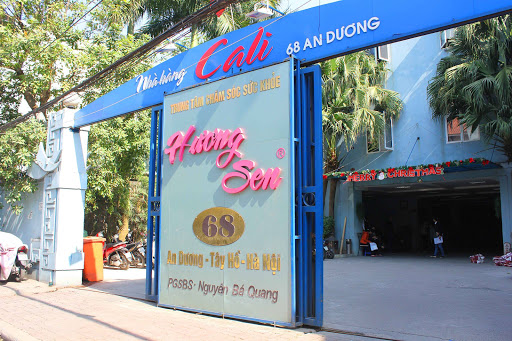 Nhà hàng Cali 68 AN DƯƠNG
TRUNG TÂM CHĂM SÓC SỨC KHỎE
Hương
Sen ®
68
An Dương - Tây Hồ - Hà Nội
PGSBS - Nguyễn Bá Quang
MERRY CHRISTMAS